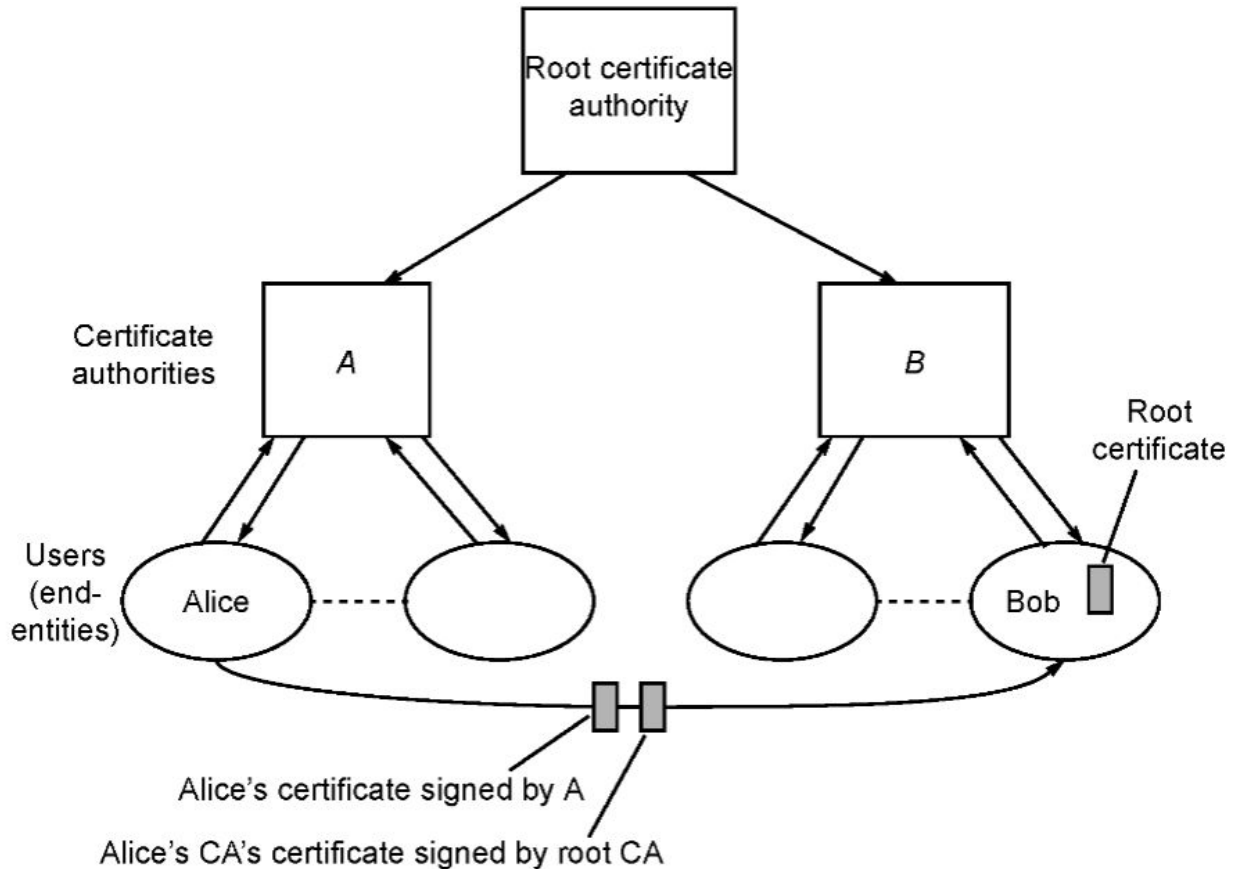 Root certificate
authority
Certificate
authorities
A
B
Root
certificate
Users
(end-
entities)
Alice
Bob
Alice's certificate signed by A
Alice's CA's certificate signed by root CA